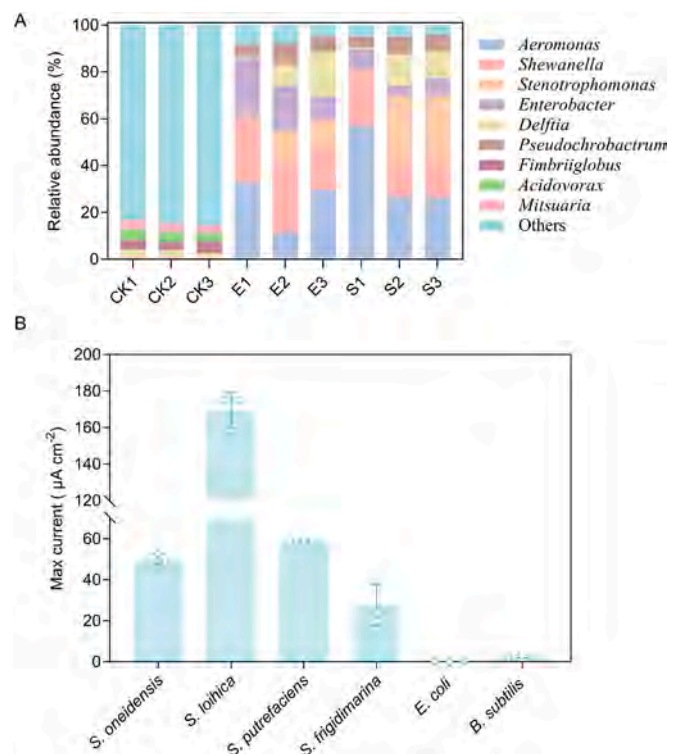 A
Relative abundance (%)
100
80
60
40
20
0
CK1
CK2
CK3
E1
E2
E3
S1
S2
S3
Aeromonas
Shewanella
Stenotrophomonas
Enterobacter
Delftia
Pseudochrobactrum
Fimbriiglobus
Acidovorax
Mitsuaria
Others
B
Max current ( µA cm-2)
200
180
160
140
120
60
40
20
0
S. oneidensis
S. loihica
S. putrefaciens
S. frigidimarina
E. coli
B. subtilis